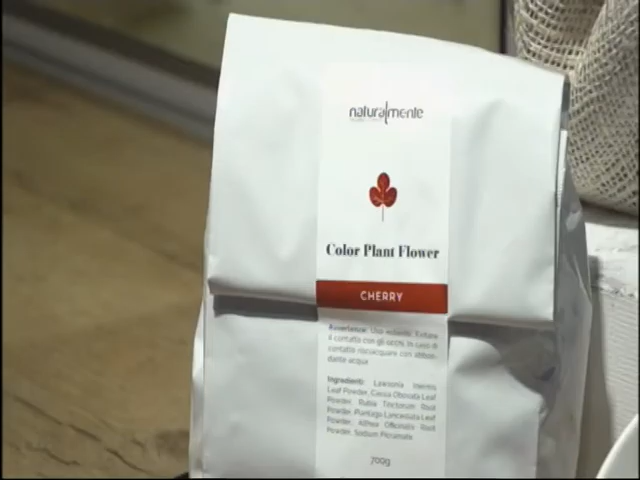 naturalmente
Color Plant Flower
CHERRY
Avvertenze: Uso esterno. Evitare
il contatto con gli occhi. In caso di
contatto risciacquare con abbon-
dante acqua
Ingredienti: Lawsonia Inermis
Leaf Powder, Cassia Obovata Leaf
Powder, Rubia Tinctorum Root
Powder, Plantago Lanceolata Leaf
Powder, Althea Officinalis Root
Powder, Sodium Picramate
700g